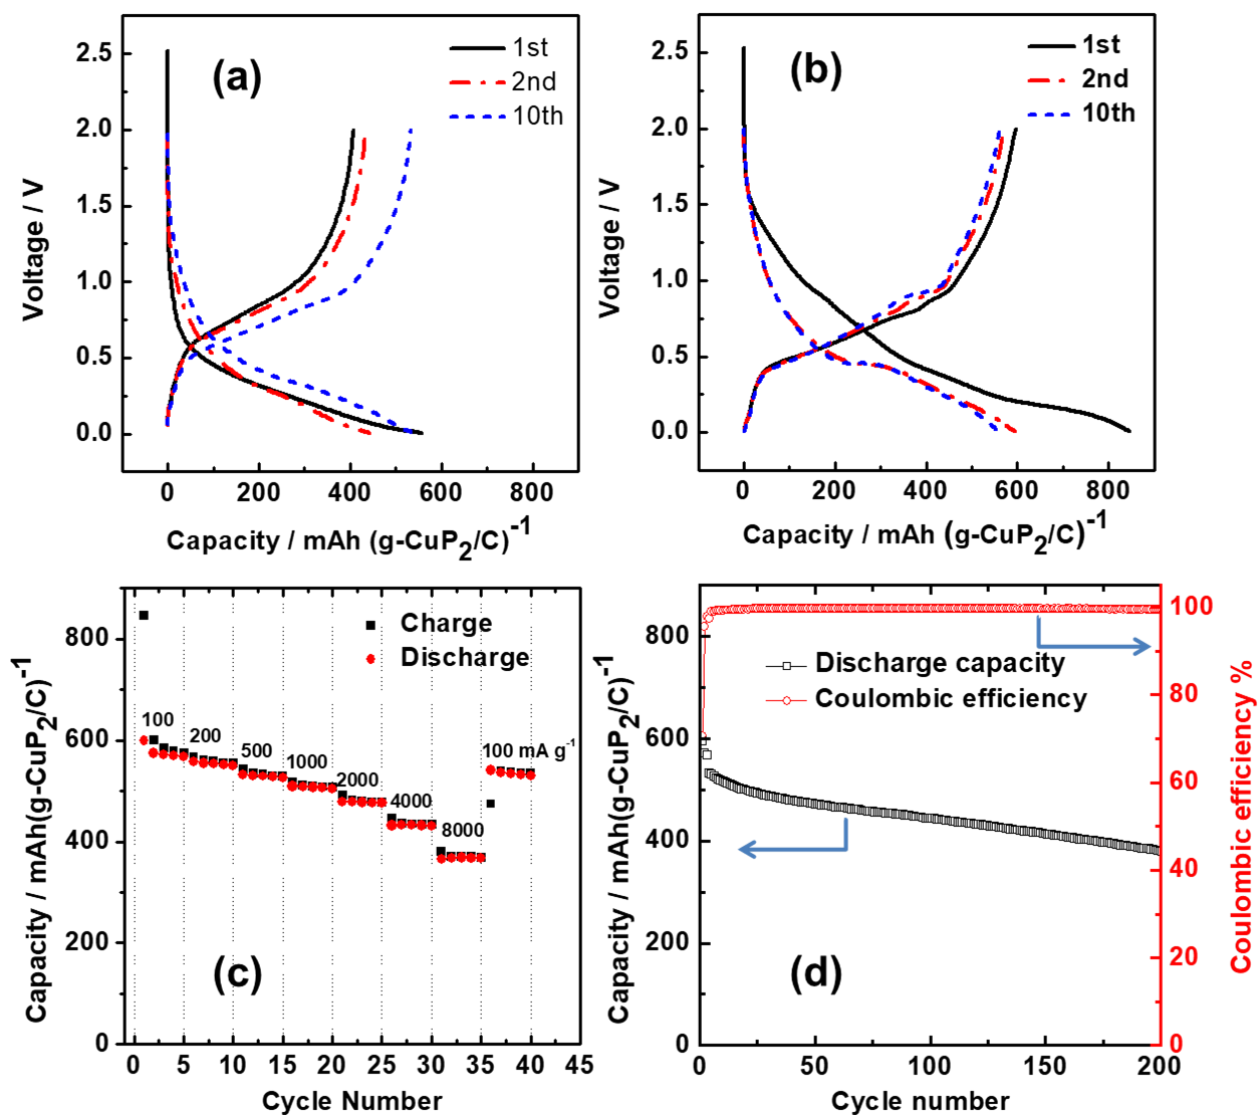 (a)
1st
2nd
10th
2.5
2.0
1.5
1.0
0.5
0.0
Voltage / V
0 200 400 600 800
Capacity / mAh (g-CuP2/C)-1
(b)
1st
2nd
10th
2.5
2.0
1.5
1.0
0.5
0.0
Voltage / V
0 200 400 600 800
Capacity / mAh (g-CuP2/C)-1
Charge
Discharge
800
600
400
200
0
Capacity / mAh(g-CuP2/C)-1
100
200
500
1000
2000
4000
8000
100 mA g-1
(c)
0 5 10 15 20 25 30 35 40 45
Cycle Number
Discharge capacity
Coulombic efficiency
800
600
400
200
0
Capacity / mAh(g-CuP2/C)-1
100
80
60
40
20
0
Coulombic efficiency %
(d)
0 50 100 150 200
Cycle number